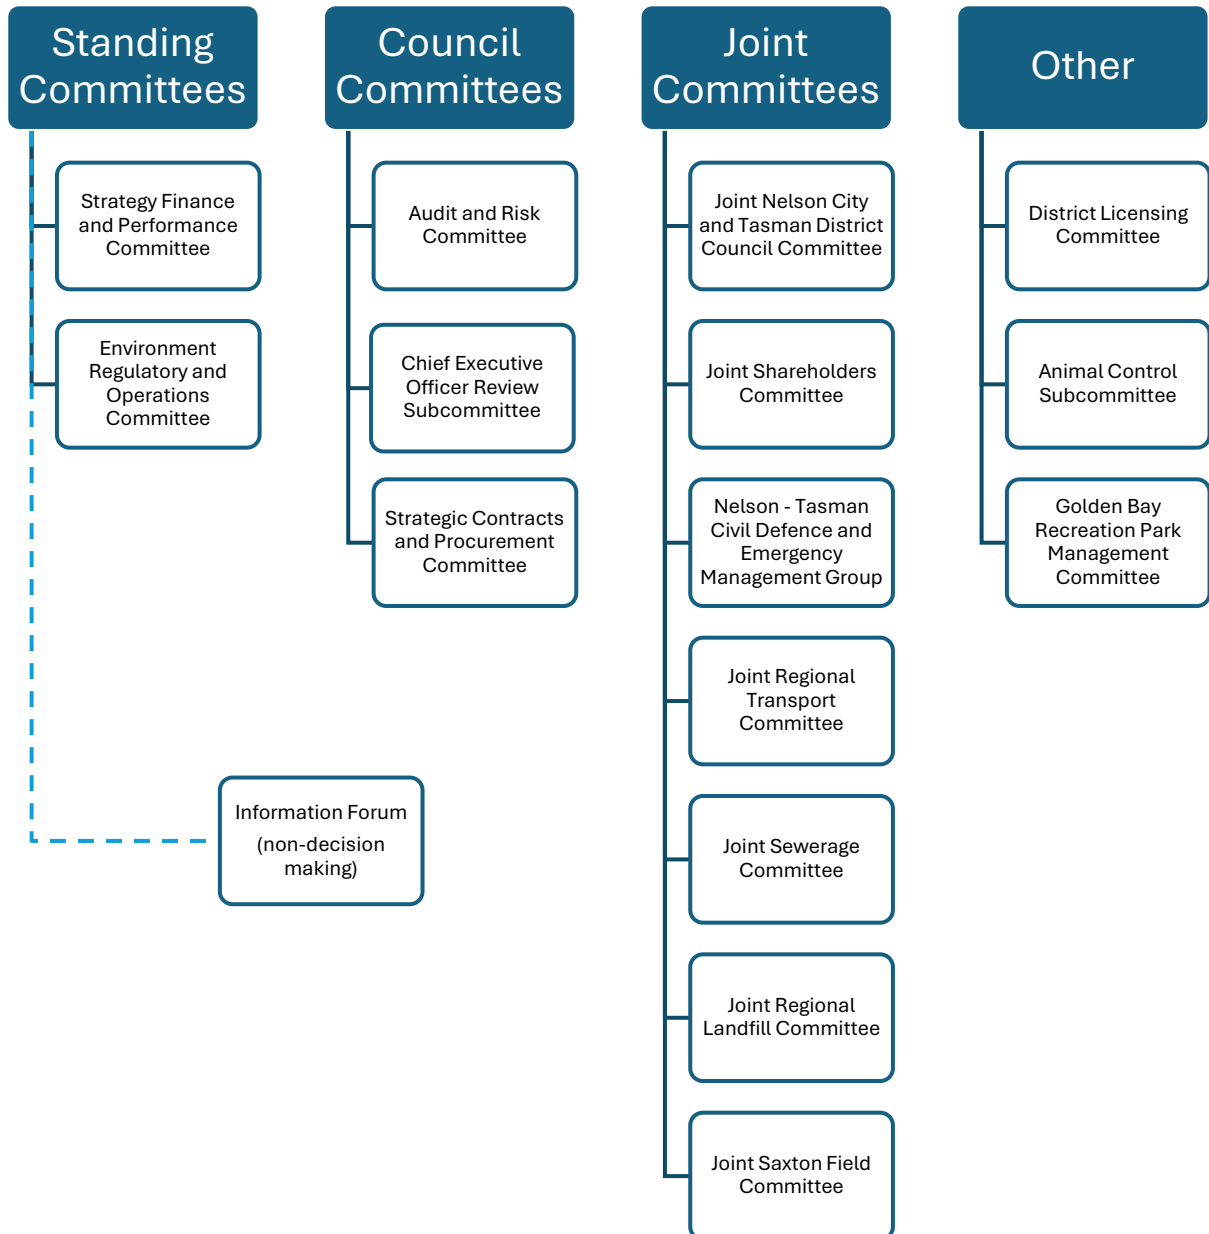 Standing
Committees
Strategy Finance
and Performance
Committee
Environment
Regulatory and
Operations
Committee
Information Forum
(non-decision
making)
Council
Committees
Audit and Risk
Committee
Chief Executive
Officer Review
Subcommittee
Strategic Contracts
and Procurement
Committee
Joint
Committees
Joint Nelson City
and Tasman District
Council Committee
Joint Shareholders
Committee
Nelson - Tasman
Civil Defence and
Emergency
Management Group
Joint Regional
Transport
Committee
Joint Sewerage
Committee
Joint Regional
Landfill Committee
Joint Saxton Field
Committee
Other
District Licensing
Committee
Animal Control
Subcommittee
Golden Bay
Recreation Park
Management
Committee